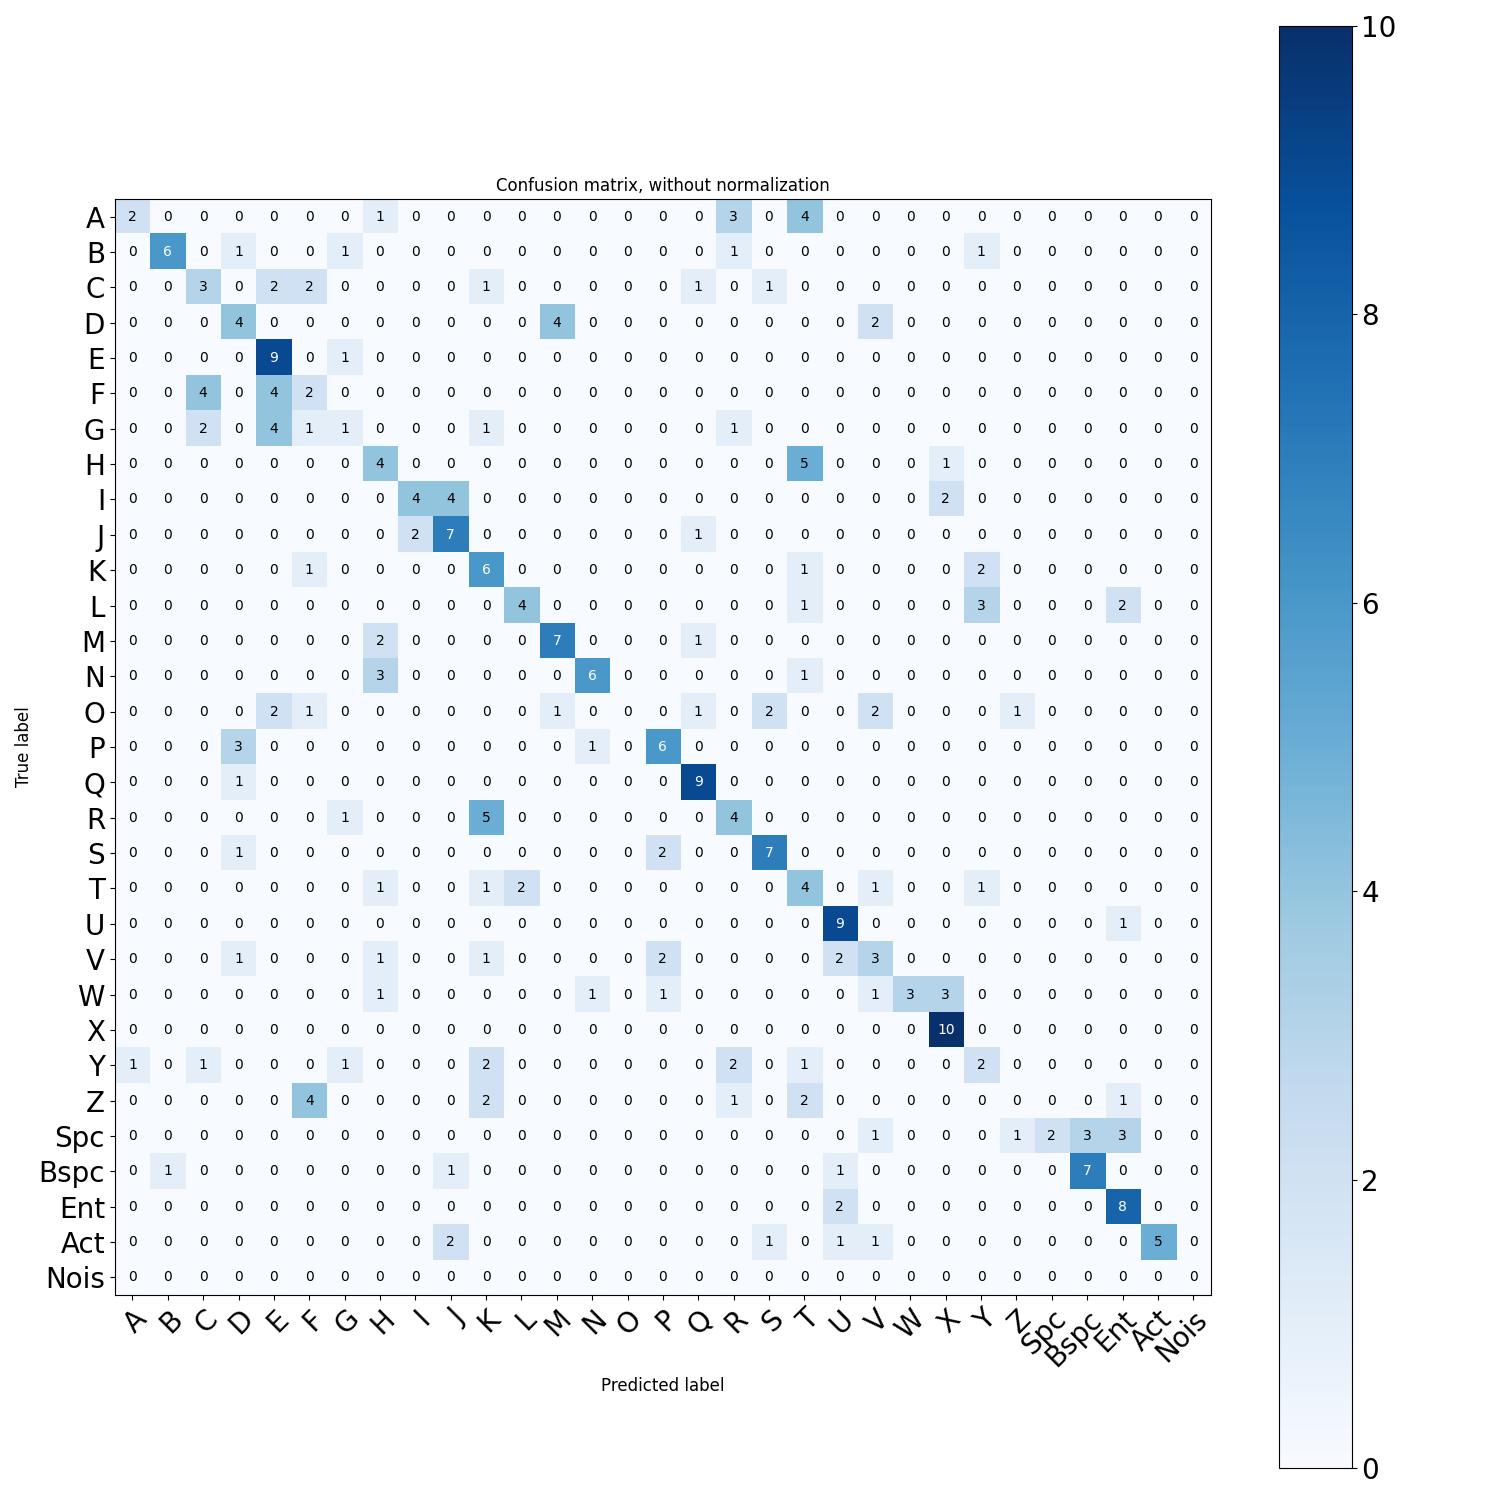 Confusion matrix, without normalization
A 2 0 0 0 0 0 0 1 0 0 0 0 0 0 0 0 0 3 0 4 0 0 0 0 0 0 0 0 0 0 0
B 0 6 0 1 0 0 1 0 0 0 0 0 0 0 0 0 0 1 0 0 0 0 0 0 1 0 0 0 0 0 0
C 0 0 3 0 2 2 0 0 0 0 1 0 0 0 0 0 1 0 1 0 0 0 0 0 0 0 0 0 0 0 0
D 0 0 0 4 0 0 0 0 0 0 0 0 4 0 0 0 0 0 0 0 0 2 0 0 0 0 0 0 0 0 0
E 0 0 0 0 9 0 1 0 0 0 0 0 0 0 0 0 0 0 0 0 0 0 0 0 0 0 0 0 0 0 0
F 0 0 4 0 4 2 0 0 0 0 0 0 0 0 0 0 0 0 0 0 0 0 0 0 0 0 0 0 0 0 0
G 0 0 2 0 4 1 1 0 0 0 1 0 0 0 0 0 0 1 0 0 0 0 0 0 0 0 0 0 0 0 0
H 0 0 0 0 0 0 0 4 0 0 0 0 0 0 0 0 0 0 0 5 0 0 0 1 0 0 0 0 0 0 0
I 0 0 0 0 0 0 0 0 4 4 0 0 0 0 0 0 0 0 0 0 0 0 0 2 0 0 0 0 0 0 0
J 0 0 0 0 0 0 0 0 2 7 0 0 0 0 0 0 1 0 0 0 0 0 0 0 0 0 0 0 0 0 0
K 0 0 0 0 0 1 0 0 0 0 6 0 0 0 0 0 0 0 0 1 0 0 0 0 2 0 0 0 0 0 0
L 0 0 0 0 0 0 0 0 0 0 0 4 0 0 0 0 0 0 0 1 0 0 0 0 3 0 0 0 2 0 0
M 0 0 0 0 0 0 0 2 0 0 0 0 7 0 0 0 1 0 0 0 0 0 0 0 0 0 0 0 0 0 0
N 0 0 0 0 0 0 0 3 0 0 0 0 0 6 0 0 0 0 0 1 0 0 0 0 0 0 0 0 0 0 0
O 0 0 0 0 2 1 0 0 0 0 0 0 1 0 0 0 1 0 2 0 0 2 0 0 0 1 0 0 0 0 0
P 0 0 0 3 0 0 0 0 0 0 0 0 0 1 0 6 0 0 0 0 0 0 0 0 0 0 0 0 0 0 0
Q 0 0 0 1 0 0 0 0 0 0 0 0 0 0 0 0 9 0 0 0 0 0 0 0 0 0 0 0 0 0 0
R 0 0 0 0 0 0 1 0 0 0 5 0 0 0 0 0 0 4 0 0 0 0 0 0 0 0 0 0 0 0 0
S 0 0 0 1 0 0 0 0 0 0 0 0 0 0 0 2 0 0 7 0 0 0 0 0 0 0 0 0 0 0 0
T 0 0 0 0 0 0 0 1 0 0 1 2 0 0 0 0 0 0 0 4 0 1 0 0 1 0 0 0 0 0 0
U 0 0 0 0 0 0 0 0 0 0 0 0 0 0 0 0 0 0 0 0 9 0 0 0 0 0 0 0 1 0 0
V 0 0 0 1 0 0 0 1 0 0 1 0 0 0 0 2 0 0 0 0 2 3 0 0 0 0 0 0 0 0 0
W 0 0 0 0 0 0 0 1 0 0 0 0 0 1 0 1 0 0 0 0 0 1 3 3 0 0 0 0 0 0 0
X 0 0 0 0 0 0 0 0 0 0 0 0 0 0 0 0 0 0 0 0 0 0 0 10 0 0 0 0 0 0 0
Y 1 0 1 0 0 0 1 0 0 0 2 0 0 0 0 0 0 2 0 1 0 0 0 0 2 0 0 0 0 0 0
Z 0 0 0 0 0 4 0 0 0 0 2 0 0 0 0 0 0 1 0 2 0 0 0 0 0 0 0 0 1 0 0
Spc 0 0 0 0 0 0 0 0 0 0 0 0 0 0 0 0 0 0 0 0 0 1 0 0 0 1 2 3 3 0 0
Bspc 0 1 0 0 0 0 0 0 0 1 0 0 0 0 0 0 0 0 0 0 1 0 0 0 0 0 0 7 0 0 0
Ent 0 0 0 0 0 0 0 0 0 0 0 0 0 0 0 0 0 0 0 0 2 0 0 0 0 0 0 0 8 0 0
Act 0 0 0 0 0 0 0 0 0 2 0 0 0 0 0 0 0 0 1 0 1 1 0 0 0 0 0 0 0 5 0
Nois 0 0 0 0 0 0 0 0 0 0 0 0 0 0 0 0 0 0 0 0 0 0 0 0 0 0 0 0 0 0 0
A B C D E F G H I J K L M N O P Q R S T U V W X Y Z Spc Bspc Ent Act Nois
Predicted label
True label
10
8
6
4
2
0